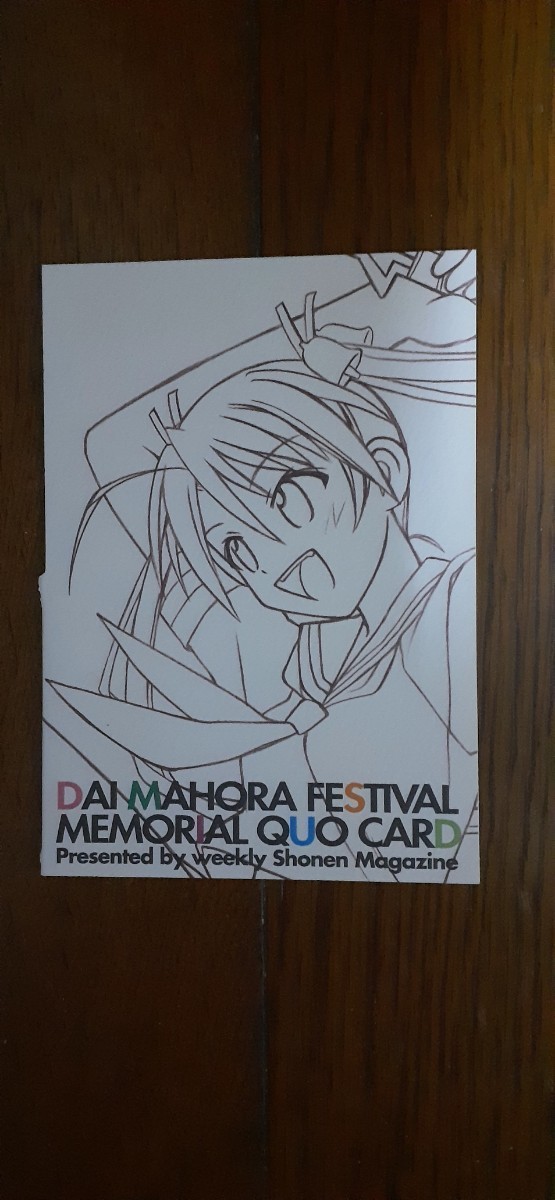 DAI MAHORA FESTIVAL
MEMORIAL QUO CARD
Presented by weekly Shonen Magazine